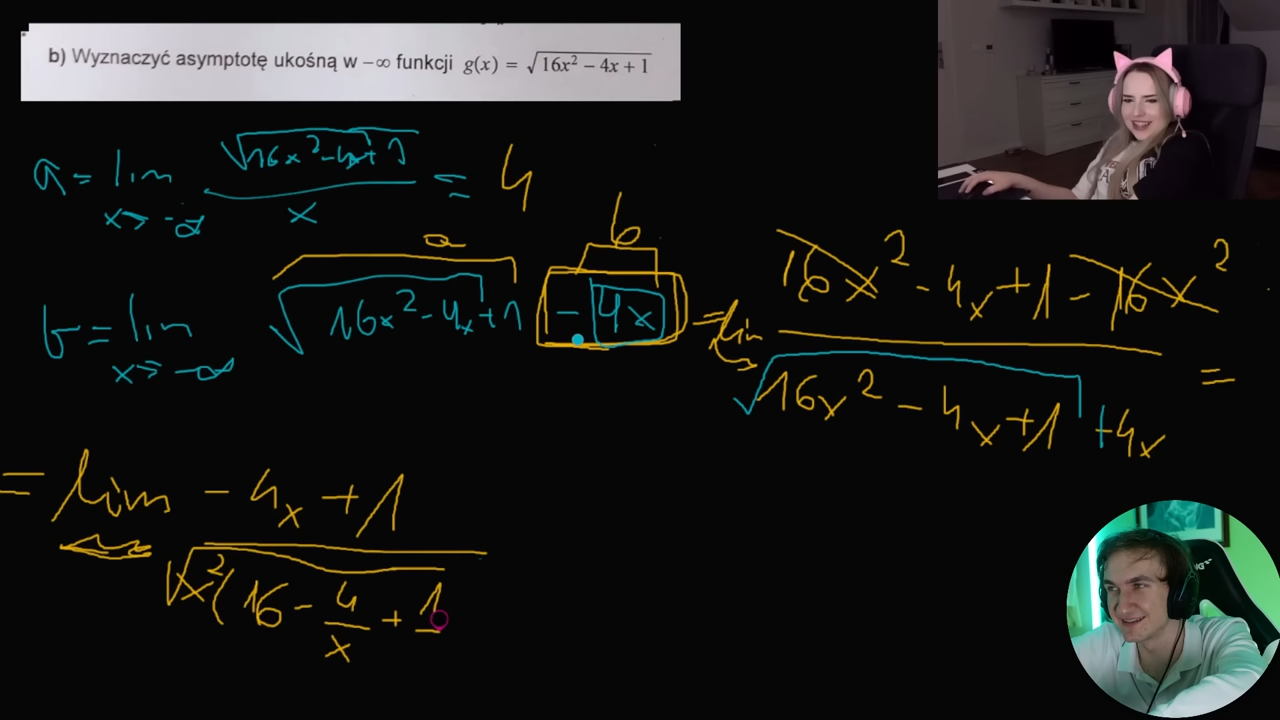 b) Wyznaczyć asymptotę ukośną w −∞ funkcji g(x) = √(16x² − 4x + 1)
a = lim x→-∞ √(16x²-4x+1) / x = 4
a b
b = lim x→-∞ √(16x²-4x+1) - 4x = lim (16x² - 4x + 1 - 16x²) / (√(16x² - 4x + 1) + 4x) =
= lim (-4x + 1) / √(x²(16 - 4/x + 1